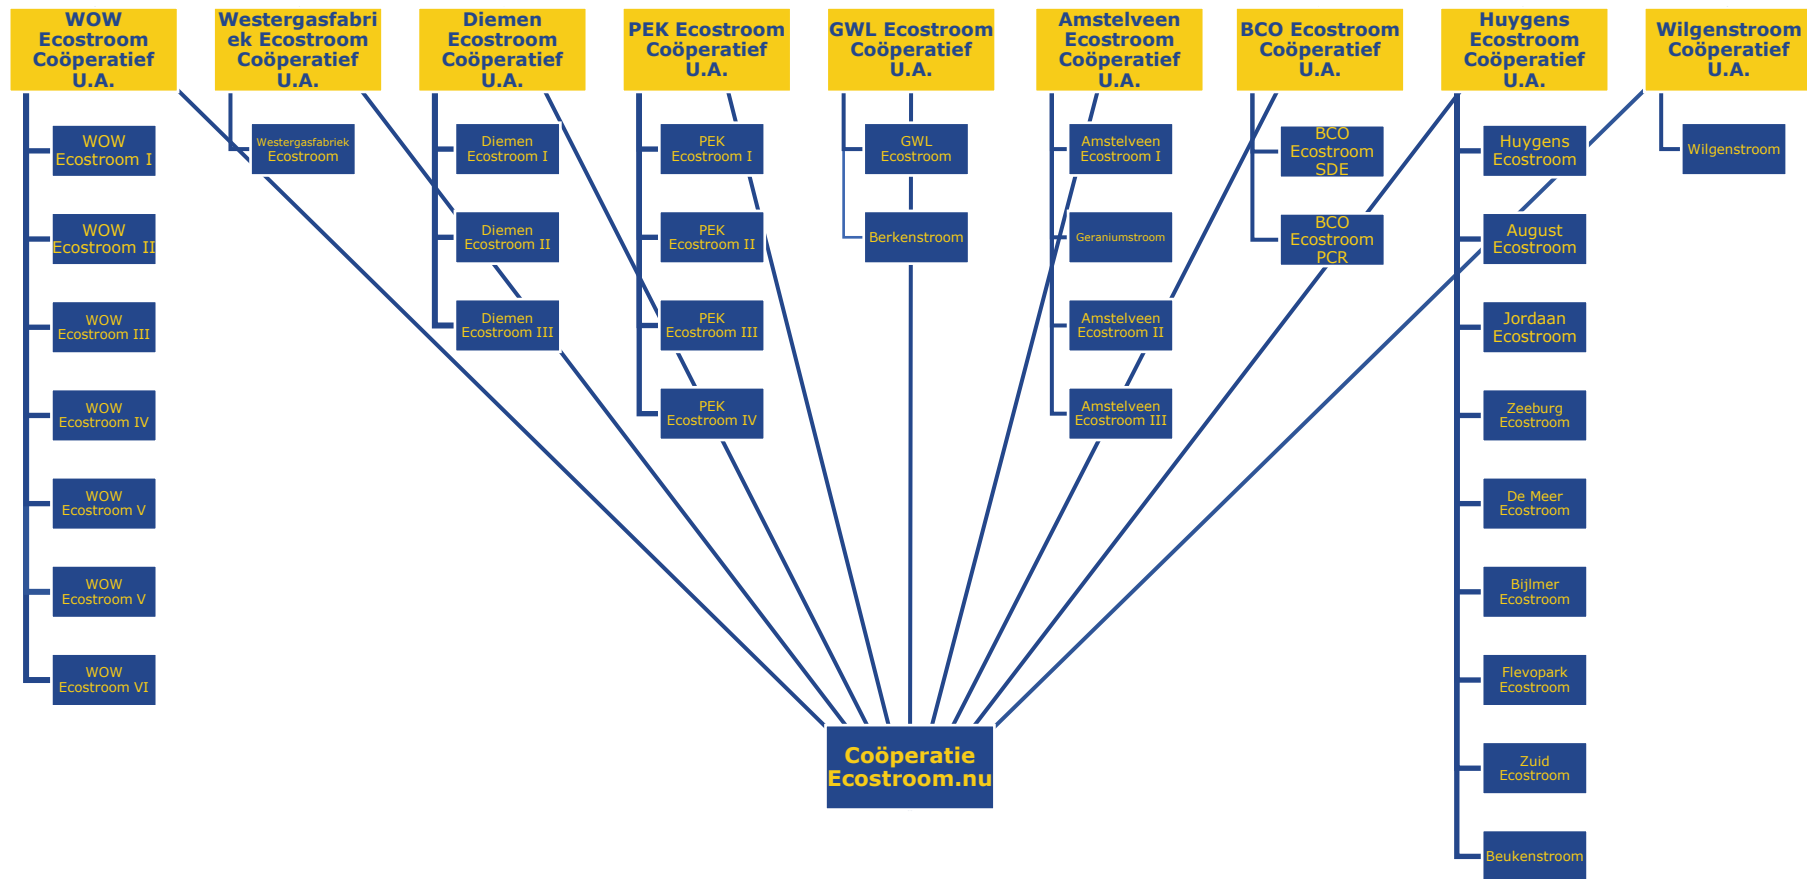 WOW
Ecostroom
Coöperatief
U.A.
Westergasfabri
ek Ecostroom
Coöperatief
U.A.
Diemen
Ecostroom
Coöperatief
U.A.
PEK Ecostroom
Coöperatief
U.A.
GWL Ecostroom
Coöperatief
U.A.
Amstelveen
Ecostroom
Coöperatief
U.A.
BCO Ecostroom
Coöperatief
U.A.
Huygens
Ecostroom
Coöperatief
U.A.
Wilgenstroom
Coöperatief
U.A.
WOW
Ecostroom I
WOW
Ecostroom II
WOW
Ecostroom III
WOW
Ecostroom IV
WOW
Ecostroom V
WOW
Ecostroom V
WOW
Ecostroom VI
Westergasfabriek
Ecostroom
Diemen
Ecostroom I
Diemen
Ecostroom II
Diemen
Ecostroom III
PEK
Ecostroom I
PEK
Ecostroom II
PEK
Ecostroom III
PEK
Ecostroom IV
GWL
Ecostroom
Berkenstroom
Amstelveen
Ecostroom I
Geraniumstroom
Amstelveen
Ecostroom II
Amstelveen
Ecostroom III
BCO
Ecostroom
SDE
BCO
Ecostroom
PCR
Huygens
Ecostroom
August
Ecostroom
Jordaan
Ecostroom
Zeeburg
Ecostroom
De Meer
Ecostroom
Bijlmer
Ecostroom
Flevopark
Ecostroom
Zuid
Ecostroom
Beukenstroom
Wilgenstroom
Coöperatie
Ecostroom.nu